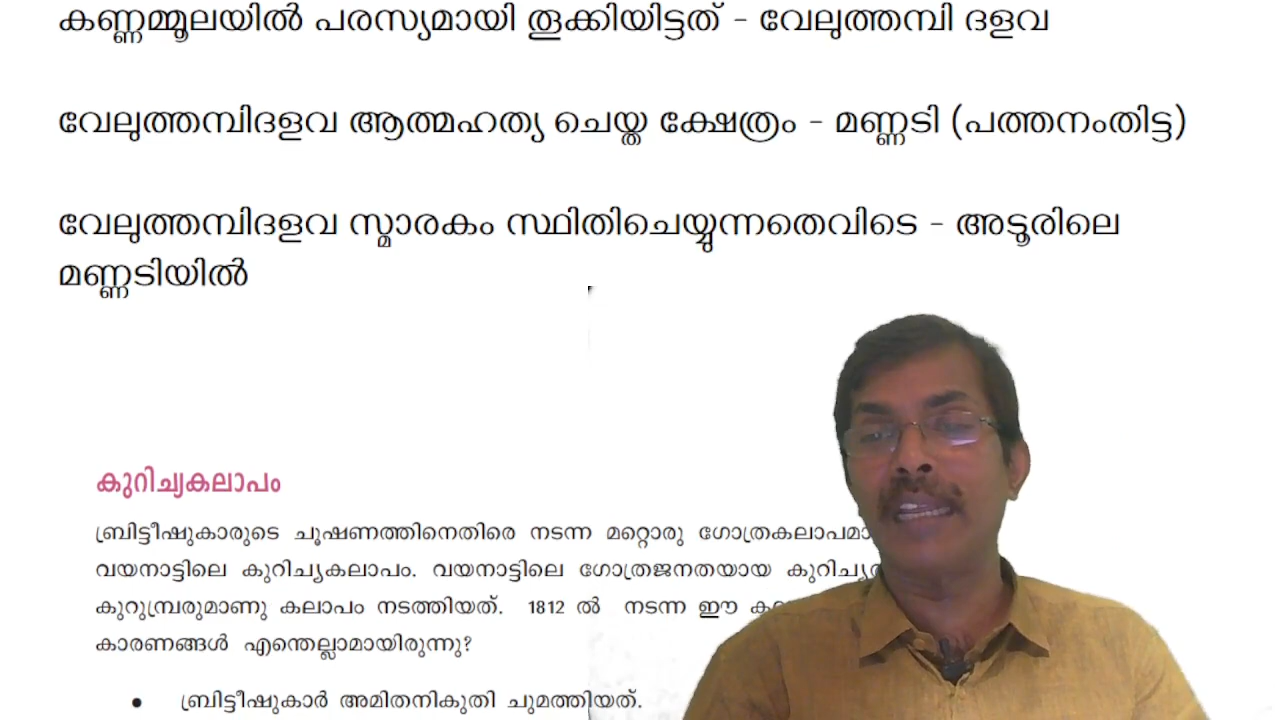 കണ്ണമ്മൂലയിൽ പരസ്യമായി തൂക്കിയിട്ടത് - വേലുത്തമ്പി ദളവ
വേലുത്തമ്പിദളവ ആത്മഹത്യ ചെയ്ത ക്ഷേത്രം - മണ്ണടി (പത്തനംതിട്ട)
വേലുത്തമ്പിദളവ സ്മാരകം സ്ഥിതിചെയ്യുന്നതെവിടെ - അടൂരിലെ
മണ്ണടിയിൽ
കുറിച്യകലാപം
ബ്രിട്ടീഷുകാരുടെ ചൂഷണത്തിനെതിരെ നടന്ന മറ്റൊരു
വയനാട്ടിലെ കുറിച്യകലാപം. വയനാട്ടിലെ ഗോത്രജനതയായ
കുറുമ്പ്രരുമാണു കലാപം നടത്തിയത്. 1812 ൽ നടന്ന ഈ
കാരണങ്ങൾ എന്തെല്ലാമായിരുന്നു?
• ബ്രിട്ടീഷുകാർ അമിതനികുതി ചുമത്തിയത്.